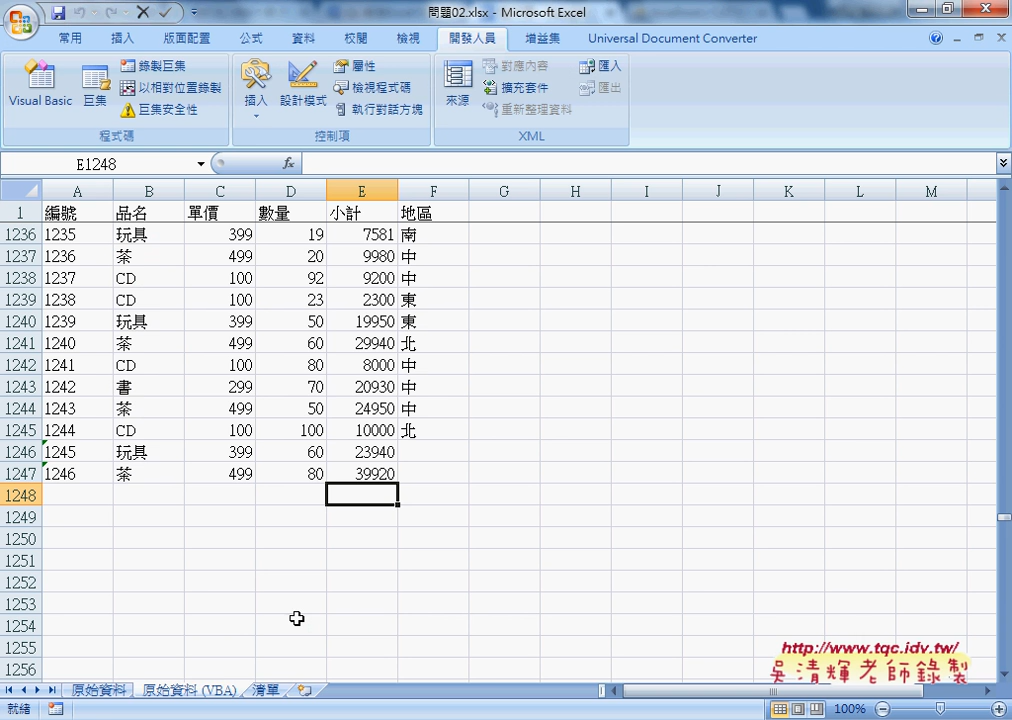 問題02.xlsx - Microsoft Excel
常用 插入 版面配置 公式 資料 校閱 檢視 開發人員 增益集 Universal Document Converter
Visual Basic 巨集 錄製巨集 以相對位置錄製 巨集安全性 程式碼
插入 設計模式 屬性 檢視程式碼 執行對話方塊 控制項
來源 對應內容 擴充套件 重新整理資料 匯入 匯出 XML
E1248 fx
A B C D E F G H I J K L M
1 編號 品名 單價 數量 小計 地區
1236 1235 玩具 399 19 7581 南
1237 1236 茶 499 20 9980 中
1238 1237 CD 100 92 9200 中
1239 1238 CD 100 23 2300 東
1240 1239 玩具 399 50 19950 東
1241 1240 茶 499 60 29940 北
1242 1241 CD 100 80 8000 中
1243 1242 書 299 70 20930 中
1244 1243 茶 499 50 24950 中
1245 1244 CD 100 100 10000 北
1246 1245 玩具 399 60 23940
1247 1246 茶 499 80 39920
1248
1249
1250
1251
1252
1253
1254
1255
1256
http://www.tqc.idv.tw/
吳清輝老師錄製
原始資料 原始資料 (VBA) 清單
就緒 100%